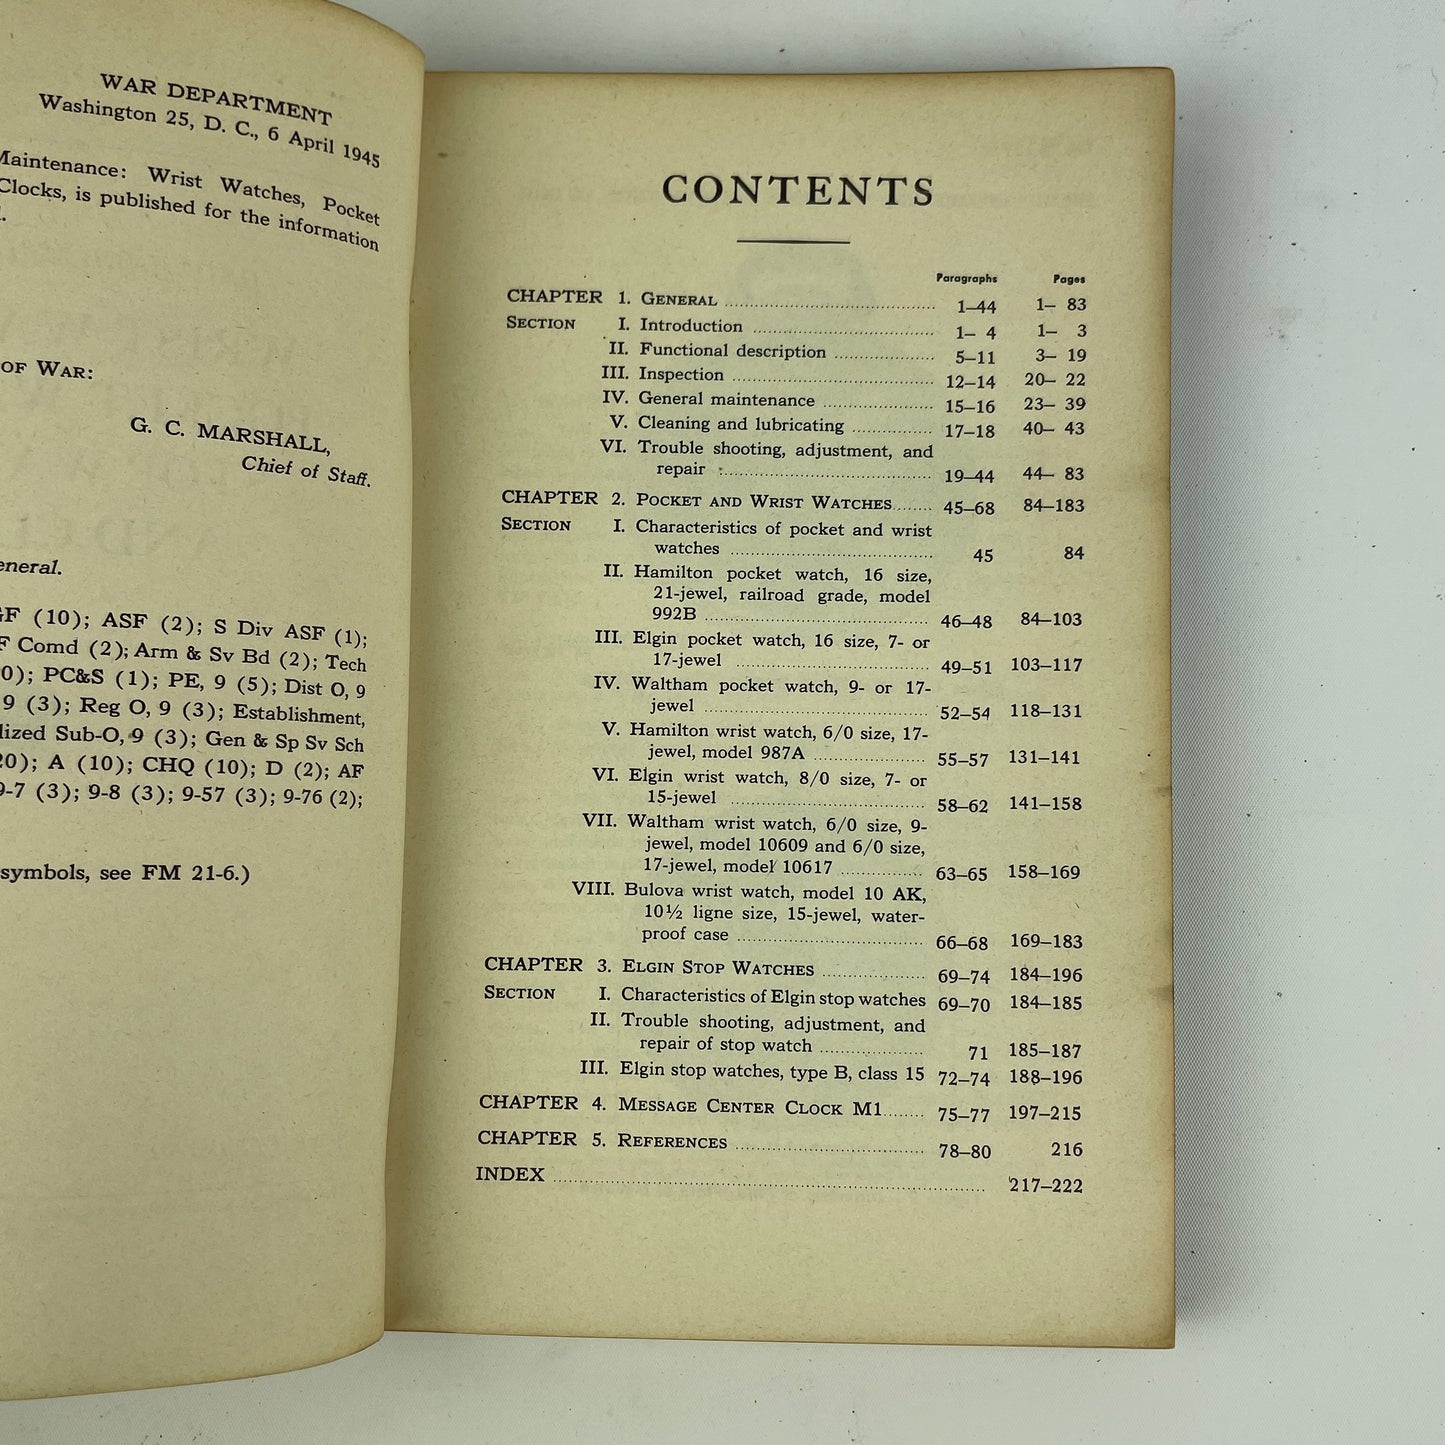 WAR DEPARTMENT
Washington 25, D. C., 6 April 1945
Maintenance: Wrist Watches, Pocket
Clocks, is published for the information
OF WAR:
G. C. MARSHALL,
Chief of Staff.
(10); ASF (2); S Div ASF (1);
Comd (2); Arm & Sv Bd (2); Tech
PC&S (1); PE, 9 (5); Dist O, 9
9 (3); Reg O, 9 (3); Establishment,
Sub-O, 9 (3); Gen & Sp Sv Sch
A (10); CHQ (10); D (2); AF
9-7 (3); 9-8 (3); 9-57 (3); 9-76 (2);
symbols, see FM 21-6.)
CONTENTS
Paragraphs Pages
CHAPTER 1. GENERAL 1–44 1– 83
SECTION I. Introduction 1– 4 1– 3
II. Functional description 5–11 3– 19
III. Inspection 12–14 20– 22
IV. General maintenance 15–16 23– 39
V. Cleaning and lubricating 17–18 40– 43
VI. Trouble shooting, adjustment, and
repair 19–44 44– 83
CHAPTER 2. POCKET AND WRIST WATCHES 45–68 84–183
SECTION I. Characteristics of pocket and wrist
watches 45 84
II. Hamilton pocket watch, 16 size,
21-jewel, railroad grade, model
992B 46–48 84–103
III. Elgin pocket watch, 16 size, 7- or
17-jewel 49–51 103–117
IV. Waltham pocket watch, 9- or 17-
jewel 52–54 118–131
V. Hamilton wrist watch, 6/0 size, 17-
jewel, model 987A 55–57 131–141
VI. Elgin wrist watch, 8/0 size, 7- or
15-jewel 58–62 141–158
VII. Waltham wrist watch, 6/0 size, 9-
jewel, model 10609 and 6/0 size,
17-jewel, model 10617 63–65 158–169
VIII. Bulova wrist watch, model 10 AK,
10½ ligne size, 15-jewel, water-
proof case 66–68 169–183
CHAPTER 3. ELGIN STOP WATCHES 69–74 184–196
SECTION I. Characteristics of Elgin stop watches 69–70 184–185
II. Trouble shooting, adjustment, and
repair of stop watch 71 185–187
III. Elgin stop watches, type B, class 15 72–74 188–196
CHAPTER 4. MESSAGE CENTER CLOCK M1 75–77 197–215
CHAPTER 5. REFERENCES 78–80 216
INDEX 217–222